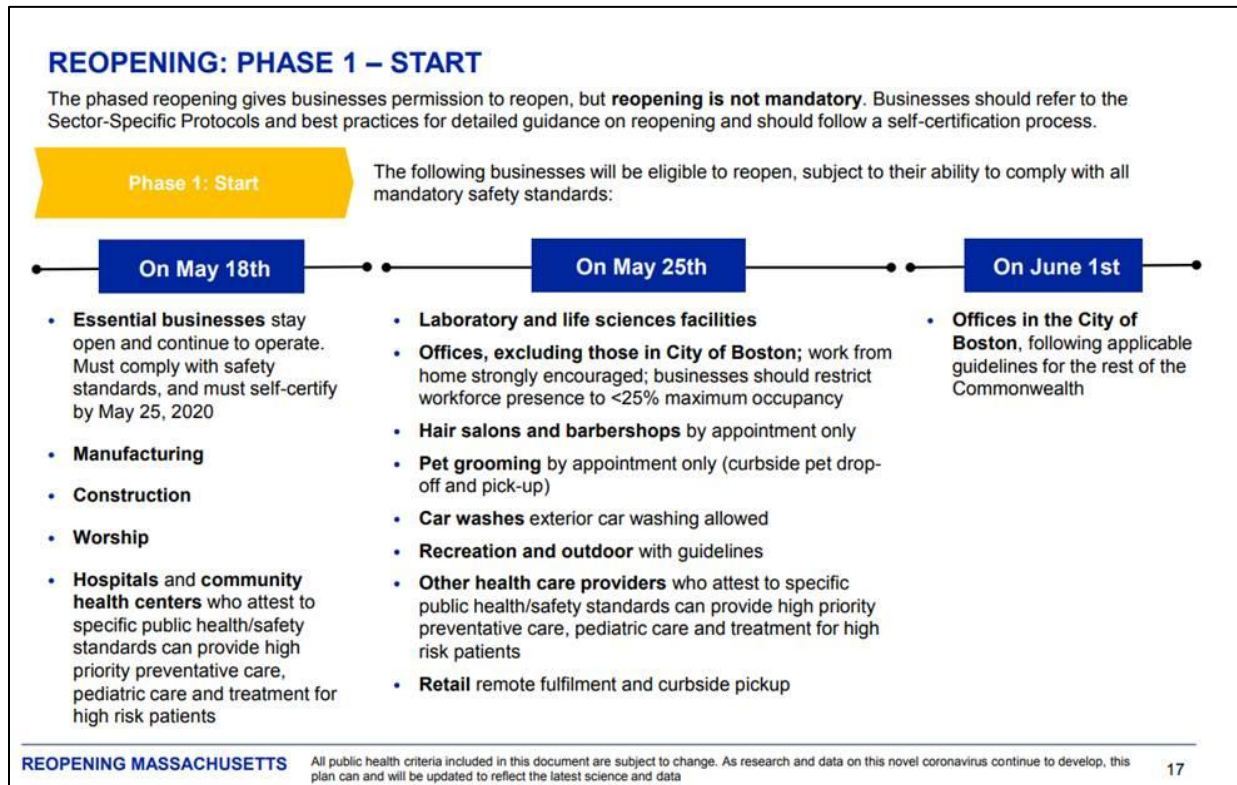 REOPENING: PHASE 1 – START
The phased reopening gives businesses permission to reopen, but reopening is not mandatory. Businesses should refer to the
Sector-Specific Protocols and best practices for detailed guidance on reopening and should follow a self-certification process.
Phase 1: Start
The following businesses will be eligible to reopen, subject to their ability to comply with all
mandatory safety standards:
On May 18th
• Essential businesses stay
open and continue to operate.
Must comply with safety
standards, and must self-certify
by May 25, 2020
• Manufacturing
• Construction
• Worship
• Hospitals and community
health centers who attest to
specific public health/safety
standards can provide high
priority preventative care,
pediatric care and treatment for
high risk patients
On May 25th
• Laboratory and life sciences facilities
• Offices, excluding those in City of Boston; work from
home strongly encouraged; businesses should restrict
workforce presence to <25% maximum occupancy
• Hair salons and barbershops by appointment only
• Pet grooming by appointment only (curbside pet drop-
off and pick-up)
• Car washes exterior car washing allowed
• Recreation and outdoor with guidelines
• Other health care providers who attest to specific
public health/safety standards can provide high priority
preventative care, pediatric care and treatment for high
risk patients
• Retail remote fulfilment and curbside pickup
On June 1st
• Offices in the City of
Boston, following applicable
guidelines for the rest of the
Commonwealth
REOPENING MASSACHUSETTS
All public health criteria included in this document are subject to change. As research and data on this novel coronavirus continue to develop, this
plan can and will be updated to reflect the latest science and data
17